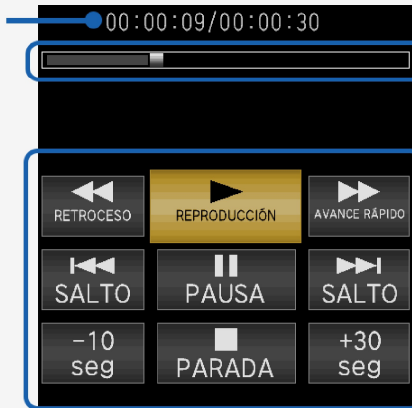 00:00:09/00:00:30
RETROCESO
REPRODUCCIÓN
AVANCE RÁPIDO
SALTO
PAUSA
SALTO
-10
seg
PARADA
+30
seg